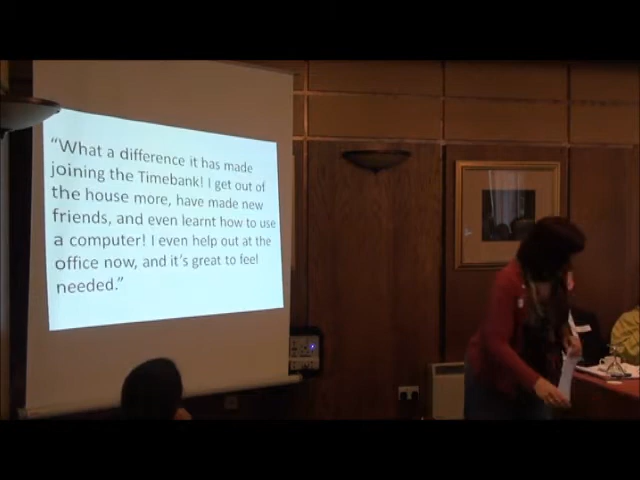 “What a difference it has made
joining the Timebank! I get out of
the house more, have made new
friends, and even learnt how to use
a computer! I even help out at the
office now, and it’s great to feel
needed.”